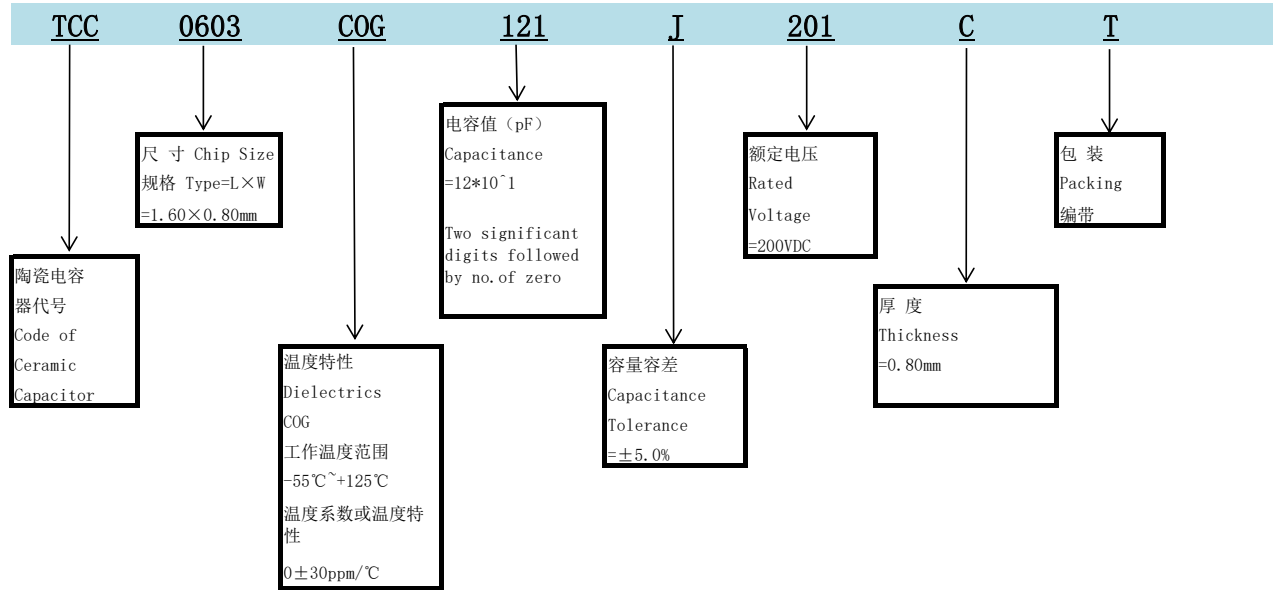 TCC 0603 COG 121 J 201 C T
陶瓷电容
器代号
Code of
Ceramic
Capacitor
尺 寸 Chip Size
规格 Type=L×W
=1.60×0.80mm
温度特性
Dielectrics
COG
工作温度范围
-55℃~+125℃
温度系数或温度特
性
0±30ppm/℃
电容值（pF）
Capacitance
=12*10^1
Two significant
digits followed
by no.of zero
容量容差
Capacitance
Tolerance
=±5.0%
额定电压
Rated
Voltage
=200VDC
厚 度
Thickness
=0.80mm
包 装
Packing
编带